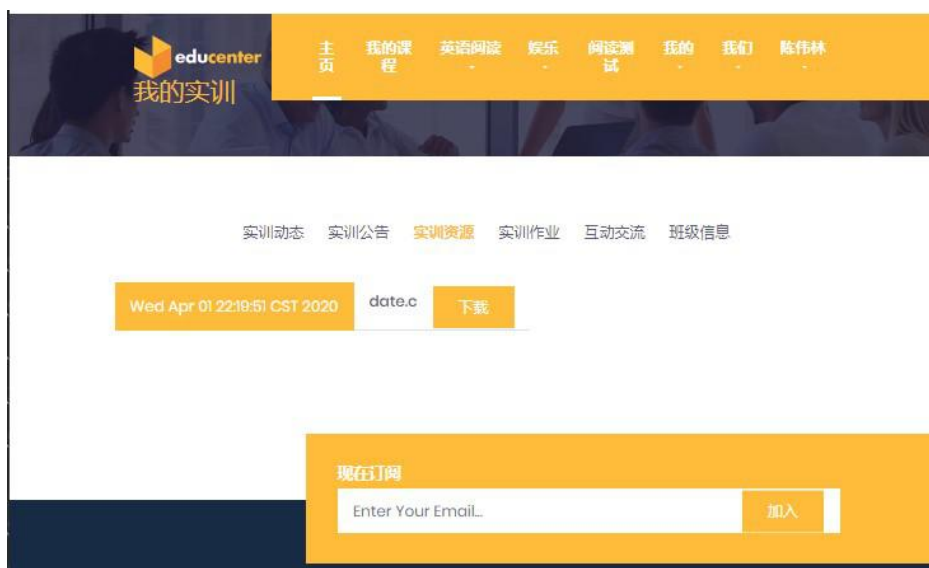 educenter
主页
我的课程
英语阅读
娱乐
阅读测试
我的
我们
陈伟林
我的实训
实训动态 实训公告 实训资源 实训作业 互动交流 班级信息
Wed Apr 01 22:19:51 CST 2020 date.c 下载
现在订阅
Enter Your Email... 加入